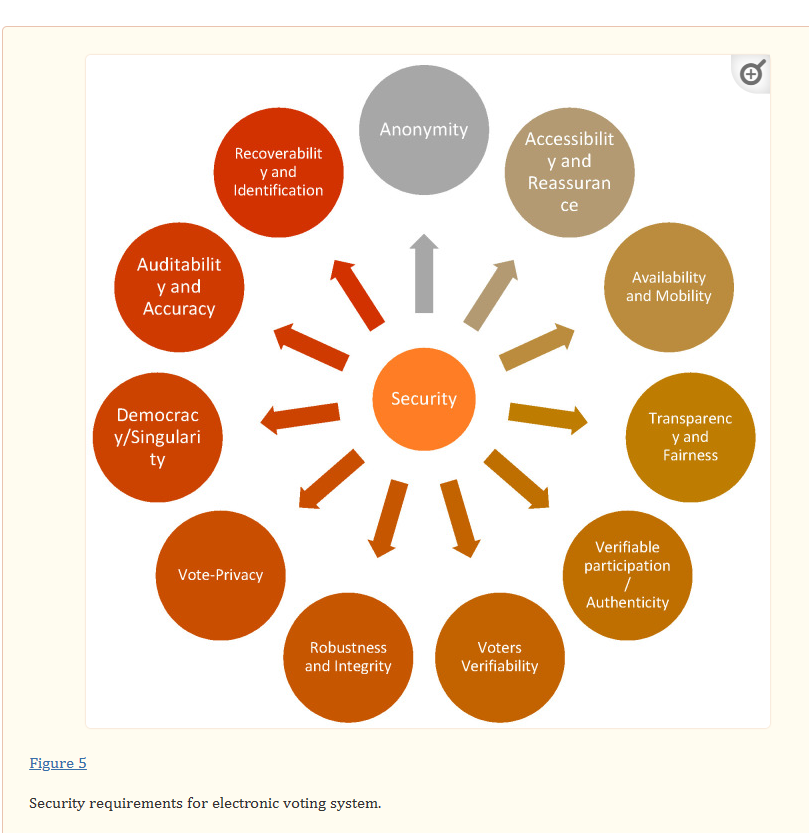 Anonymity
Accessibilit
y and
Reassuran
ce
Availability
and Mobility
Transparenc
y and
Fairness
Verifiable
participation
/
Authenticity
Voters
Verifiability
Robustness
and Integrity
Vote-Privacy
Democrac
y/Singulari
ty
Auditabilit
y and
Accuracy
Recoverabilit
y and
Identification
Security
Figure 5
Security requirements for electronic voting system.